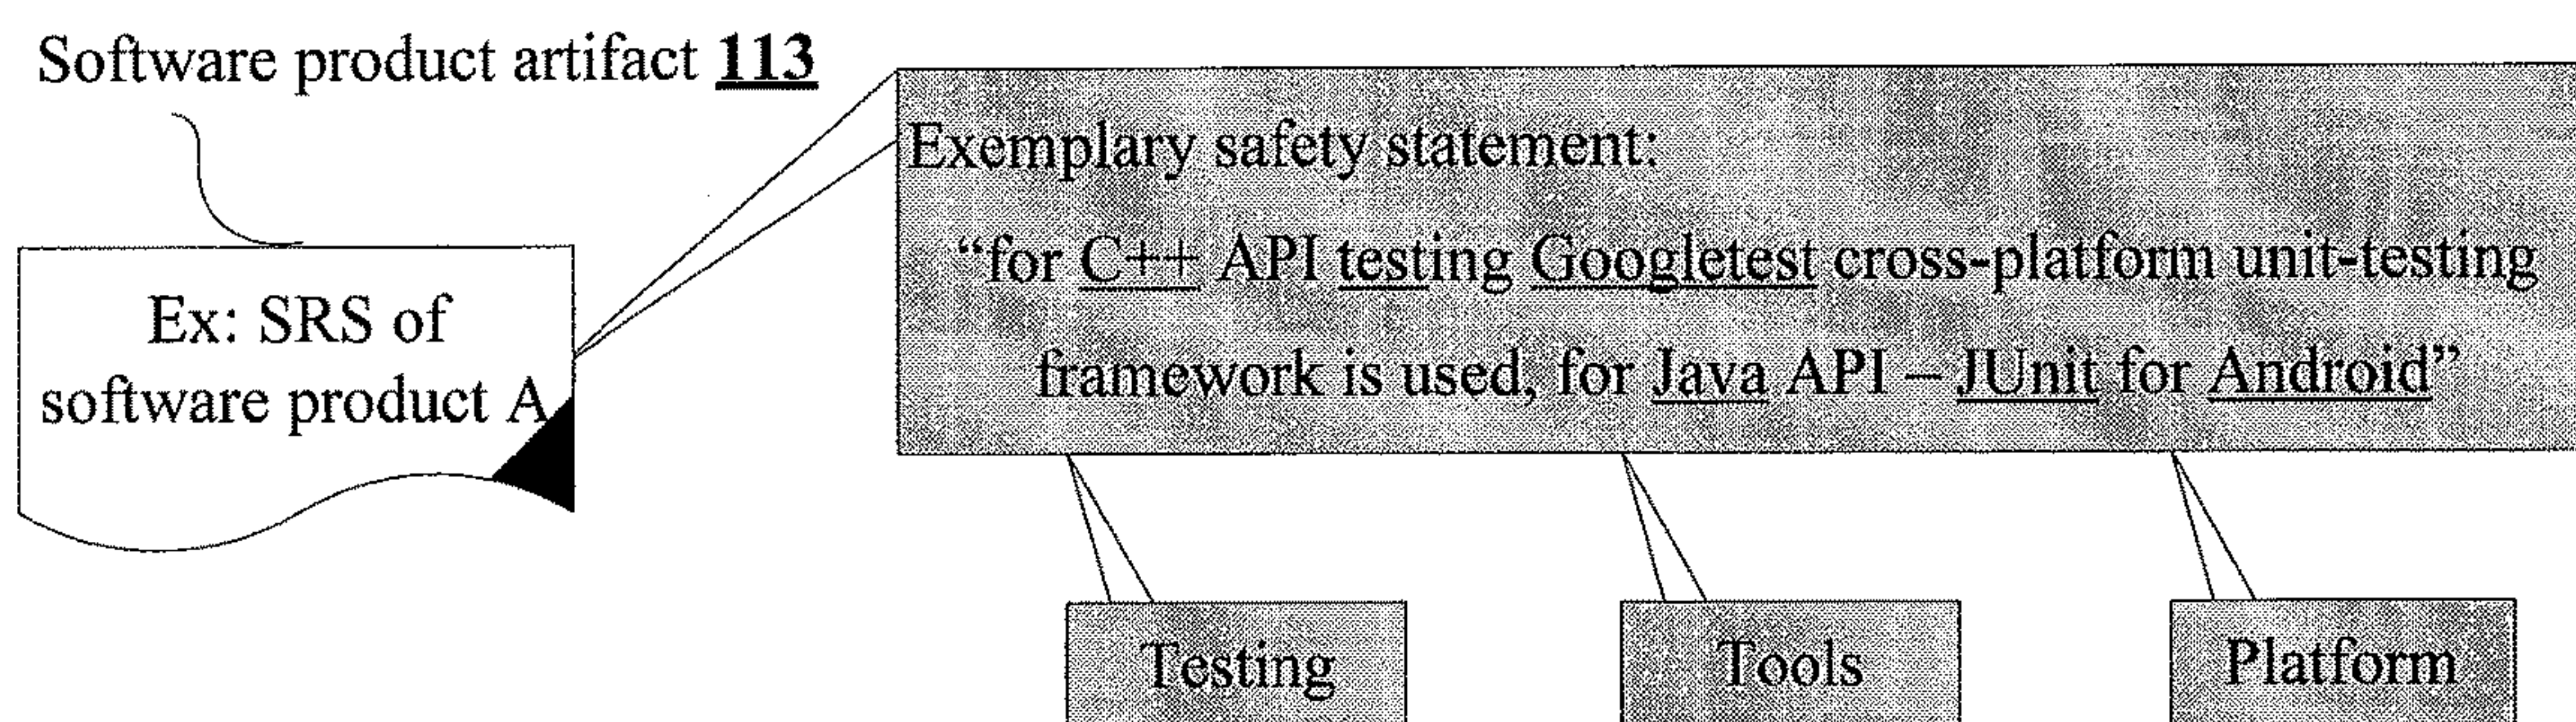 Software product artifact 113
Ex: SRS of
software product A
Exemplary safety statement:
“for C++ API testing Googletest cross-platform unit-testing
framework is used, for Java API – JUnit for Android”
Testing
Tools
Platform